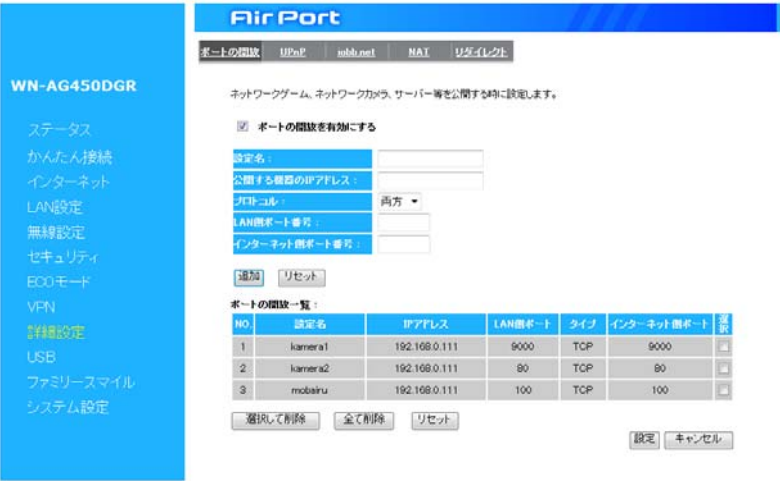 AirPort
ポートの開放 UPnP iobb.net NAT リダイレクト
WN-AG450DGR
ステータス
かんたん接続
インターネット
LAN設定
無線設定
セキュリティ
ECOモード
VPN
詳細設定
USB
ファミリースマイル
システム設定
ネットワークゲーム、ネットワークカメラ、サーバー等を公開する時に設定します。
ポートの開放を有効にする
設定名：
公開する機器のIPアドレス：
プロトコル： 両方
LAN側ポート番号：
インターネット側ポート番号：
追加 リセット
ポートの開放一覧：
NO. 設定名 IPアドレス LAN側ポート タイプ インターネット側ポート 選択
1 kamera1 192.168.0.111 9000 TCP 9000
2 kamera2 192.168.0.111 80 TCP 80
3 mobairu 192.168.0.111 100 TCP 100
選択して削除 全て削除 リセット
設定 キャンセル